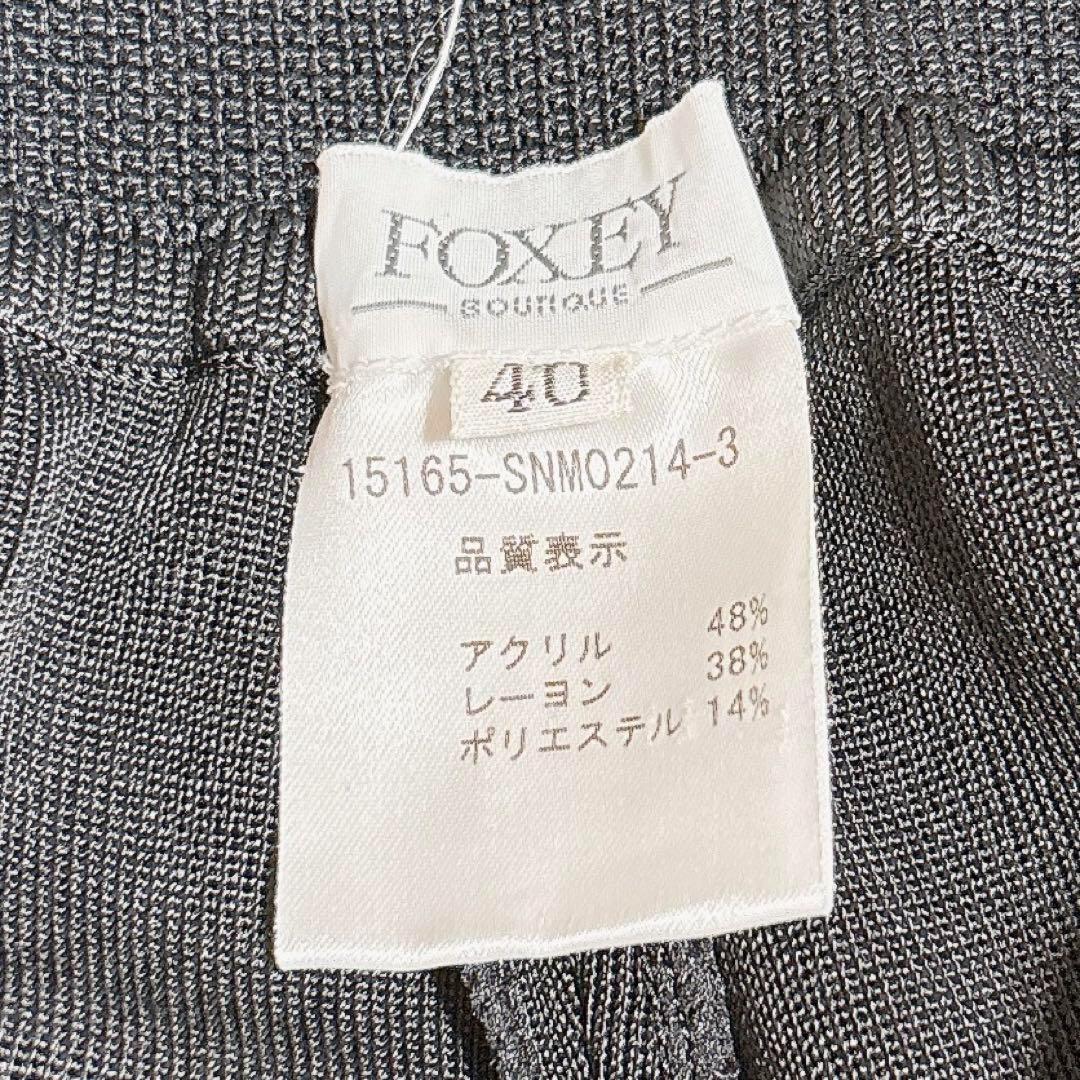 FOXEY
BOUTIQUE
40
15165-SNM0214-3
品質表示
アクリル 48%
レーヨン 38%
ポリエステル 14%